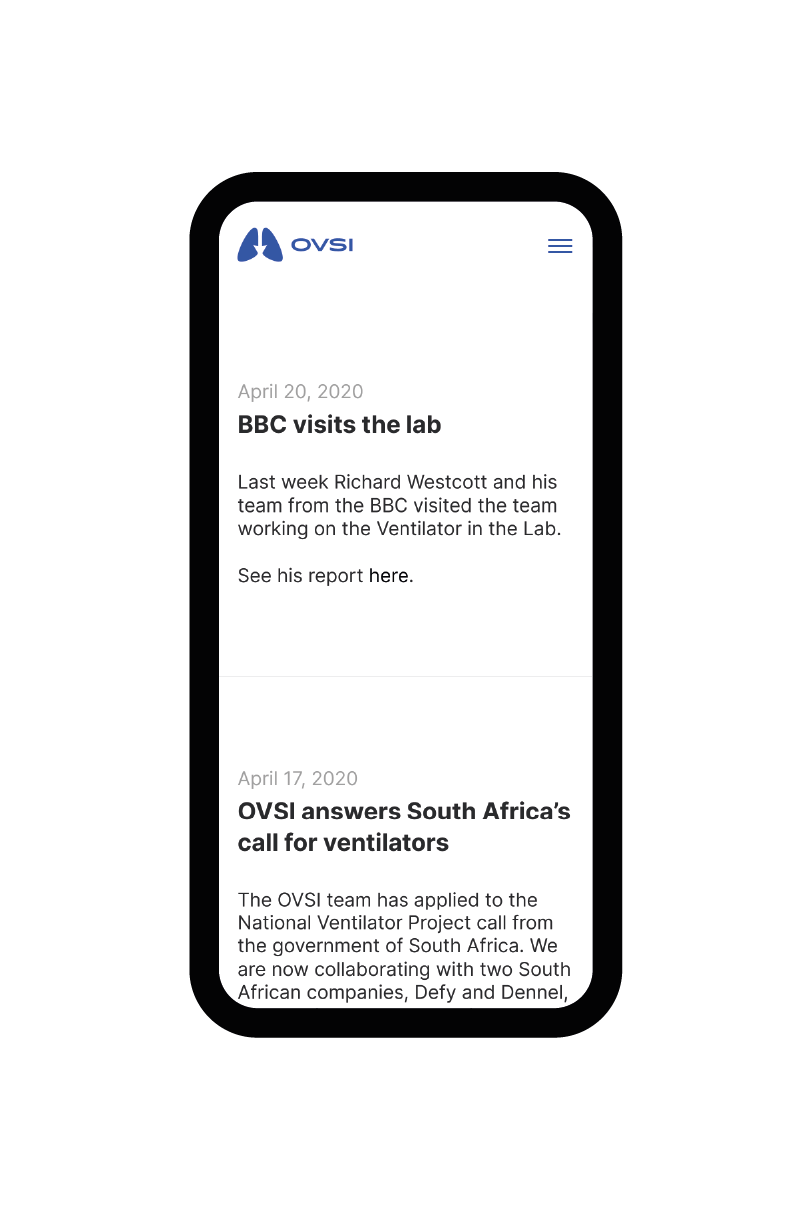 OVSI
April 20, 2020
BBC visits the lab
Last week Richard Westcott and his
team from the BBC visited the team
working on the Ventilator in the Lab.
See his report here.
April 17, 2020
OVSI answers South Africa’s
call for ventilators
The OVSI team has applied to the
National Ventilator Project call from
the government of South Africa. We
are now collaborating with two South
African companies, Defy and Dennel,